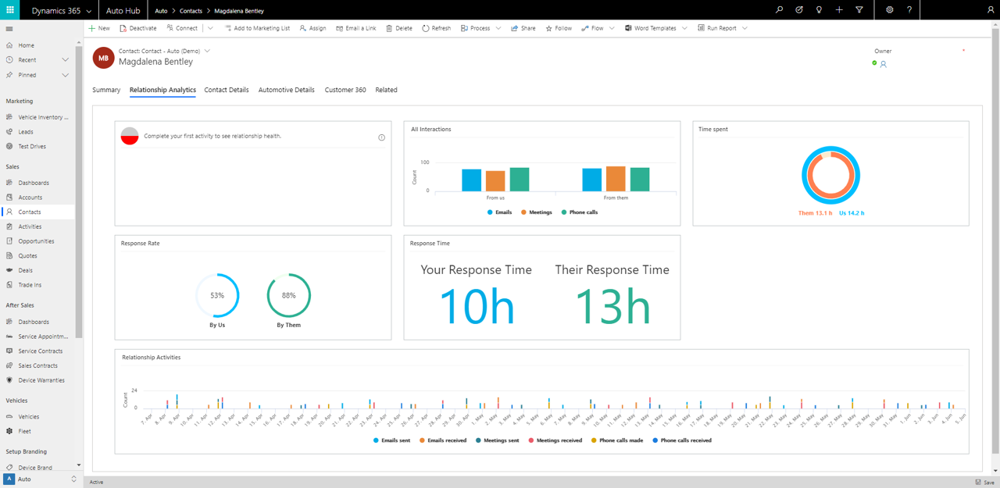 Dynamics 365 Auto Hub Auto > Contacts > Magdalena Bentley
New Deactivate Connect Add to Marketing List Assign Email a Link Delete Refresh Process Share Follow Flow Word Templates Run Report
Home
Recent
Pinned
Marketing
Vehicle Inventory ...
Leads
Test Drives
Sales
Dashboards
Accounts
Contacts
Activities
Opportunities
Quotes
Deals
Trade Ins
After Sales
Dashboards
Service Appointm...
Service Contracts
Sales Contracts
Device Warranties
Vehicles
Vehicles
Fleet
Setup Branding
Device Brand
A Auto
MB
Contact: Contact - Auto (Demo)
Magdalena Bentley
Owner
*
Summary Relationship Analytics Contact Details Automotive Details Customer 360 Related
Complete your first activity to see relationship health.
All Interactions
Count
100
0
From us From them
Emails Meetings Phone calls
Time spent
Them 13.1 h Us 14.2 h
Response Rate
53% 88%
By Us By Them
Response Time
Your Response Time Their Response Time
10h 13h
Relationship Activities
Count
24
0
7. Apr 8. Apr 9. Apr 10. Apr 11. Apr 12. Apr 13. Apr 14. Apr 15. Apr 16. Apr 17. Apr 18. Apr 19. Apr 20. Apr 21. Apr 22. Apr 23. Apr 24. Apr 25. Apr 26. Apr 27. Apr 28. Apr 29. Apr 30. Apr 1. May 2. May 3. May 4. May 5. May 6. May 7. May 8. May 9. May 10. May 11. May 12. May 13. May 14. May 15. May 16. May 17. May 18. May 19. May 20. May 21. May 22. May 23. May 24. May 25. May 26. May 27. May 28. May 29. May 30. May 31. May 1. Jun 2. Jun 3. Jun 4. Jun 5. Jun
Emails sent Emails received Meetings sent Meetings received Phone calls made Phone calls received
Active Save